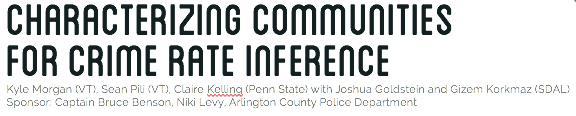 CHARACTERIZING COMMUNITIES
FOR CRIME RATE INFERENCE
Kyle Morgan (VT), Sean Pili (VT), Claire Kelling (Penn State) with Joshua Goldstein and Gizem Korkmaz (SDAL)
Sponsor: Captain Bruce Benson, Niki Levy, Arlington County Police Department